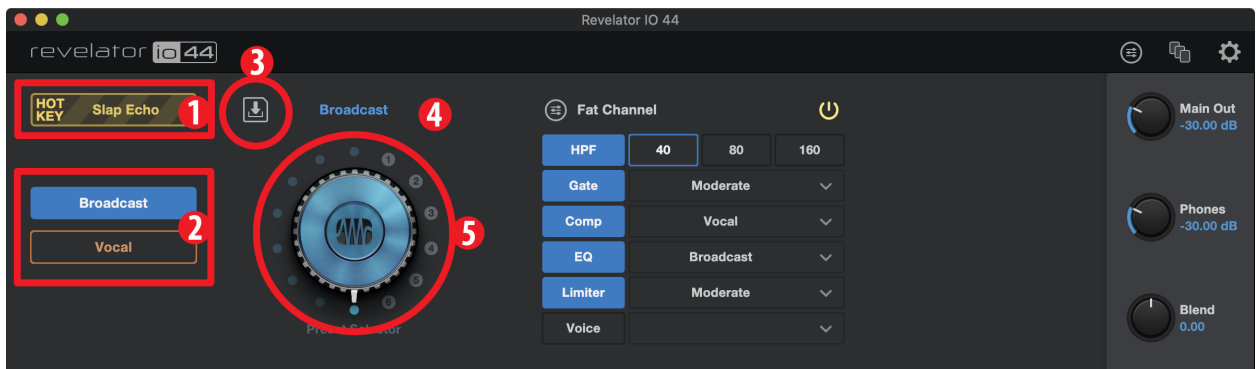 Revelator IO 44
revelator io 44
3
HOT KEY Slap Echo 1
Broadcast 4
Fat Channel
Main Out
-30.00 dB
HPF 40 80 160
Gate Moderate
Comp Vocal
EQ Broadcast
Limiter Moderate
Voice
Broadcast
Vocal
2
1
2
3
4
5
6
5
Preset Selector
Phones
-30.00 dB
Blend
0.00